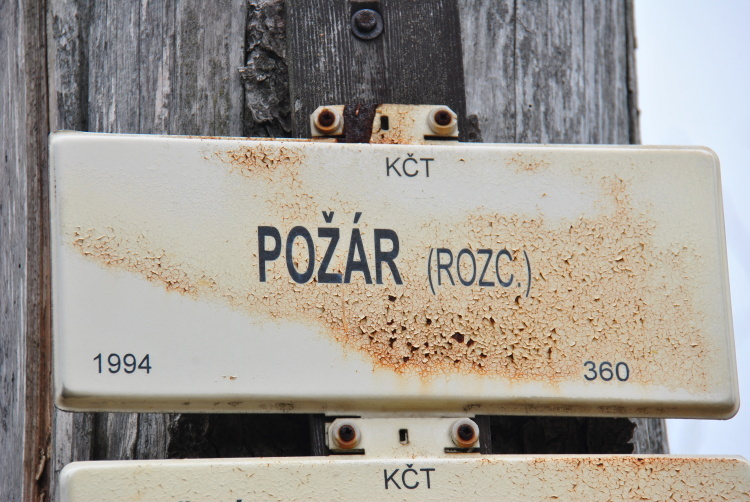 KČT
POŽÁR (ROZC.)
1994 360
KČT